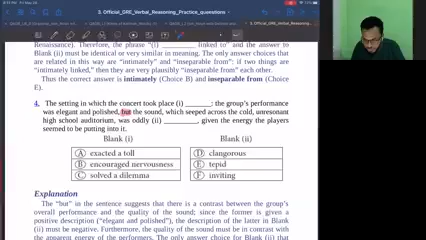 3. Official_GRE_Verbal_Reasoning_Practice_questions
Renaissance). Therefore, the phrase “(i) ________ linked to” and the answer to
Blank (ii) must be identical or very similar in meaning. The only answer choices that
are related in this way are “intimately” and “inseparable from”: if two things are
“intimately linked,” then they are very plausibly “inseparable from” each other.
Thus the correct answer is intimately (Choice B) and inseparable from (Choice
E).
4. The setting in which the concert took place (i) ________: the group's performance
was elegant and polished, but the sound, which seeped across the cold, unresonant
high school auditorium, was oddly (ii) ________, given the energy the players
seemed to be putting into it.
Blank (i) Blank (ii)
A exacted a toll D clangorous
B encouraged nervousness E tepid
C solved a dilemma F inviting
Explanation
The “but” in the sentence suggests that there is a contrast between the group's
overall performance and the quality of the sound; since the former is given a
positive description (“elegant and polished”), the description of the latter in Blank
(ii) must be negative. Furthermore, the quality of the sound must be in contrast with
the apparent energy of the performers. The only answer choice for Blank (ii) that